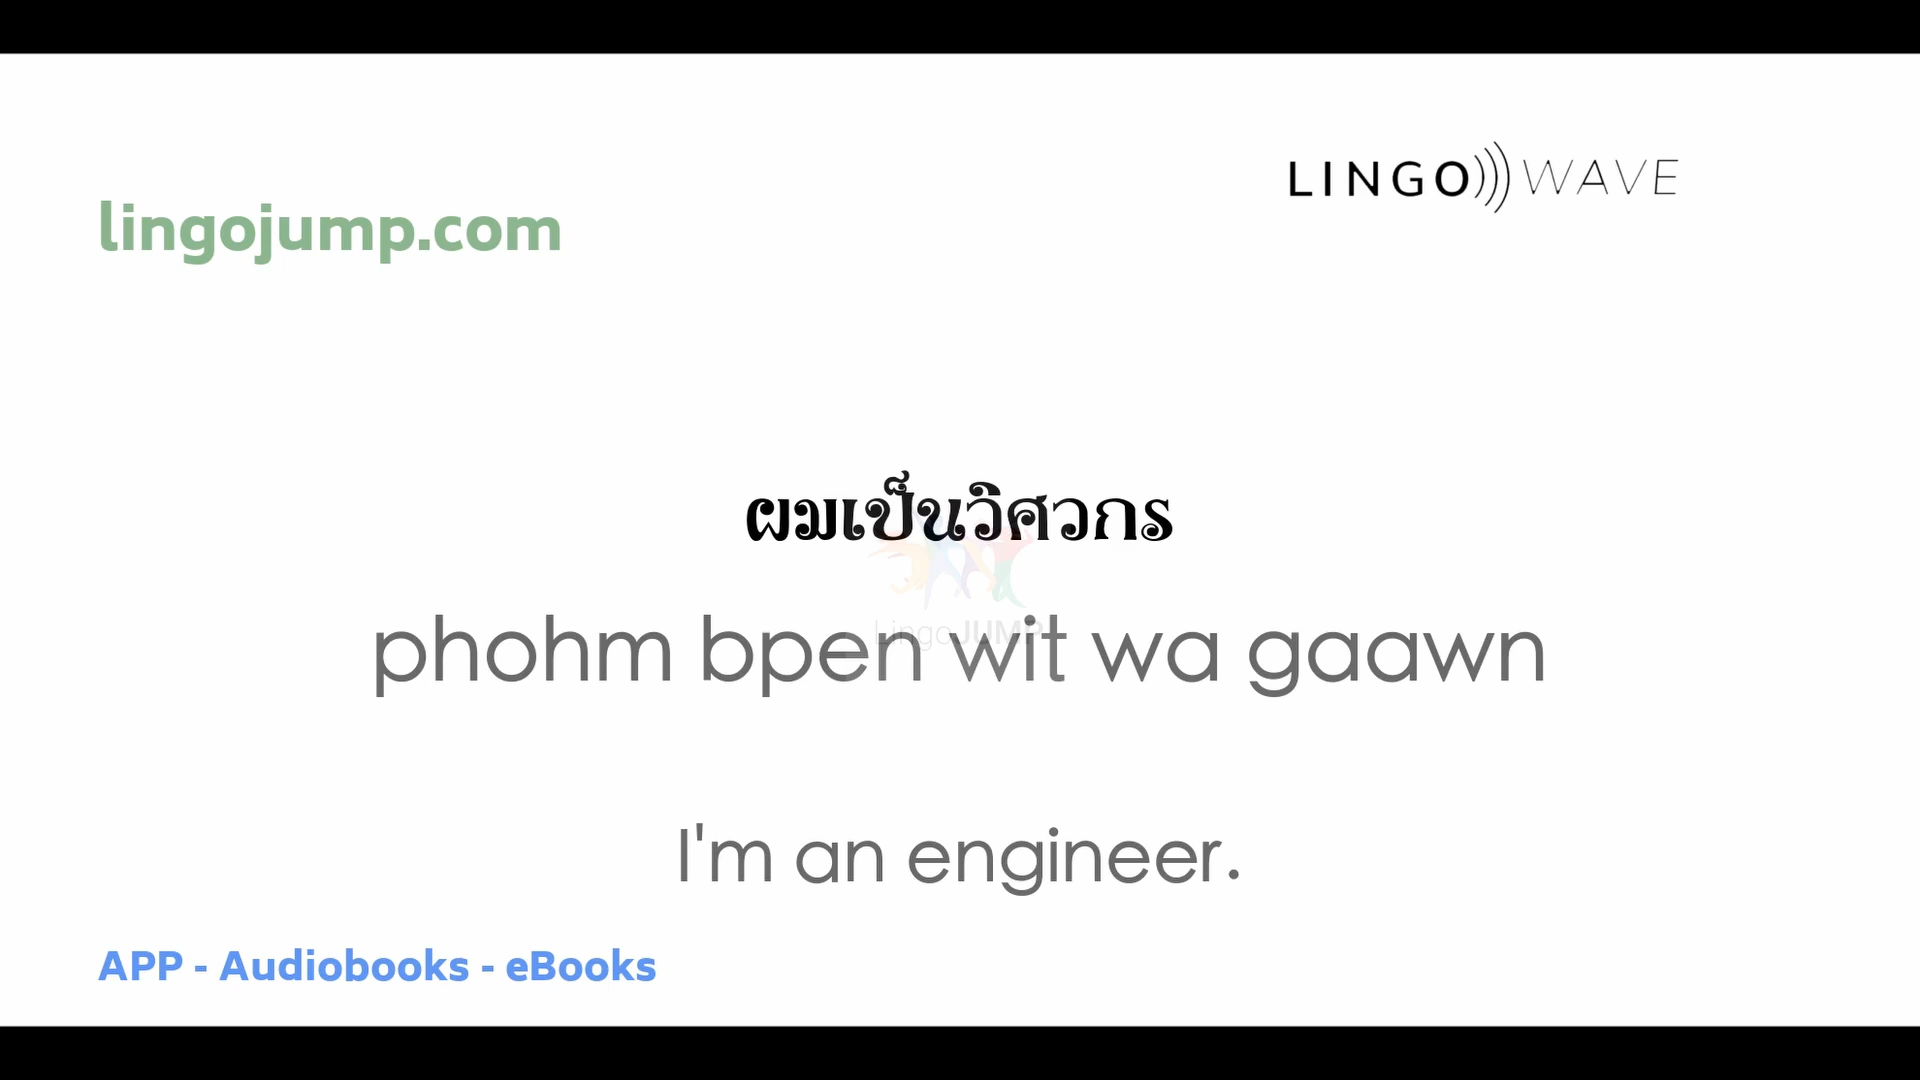 LINGO WAVE
lingojump.com
ผมเป็นวิศวกร
phohm bpen wit wa gaawn
LingoJUMP
I'm an engineer.
APP - Audiobooks - eBooks